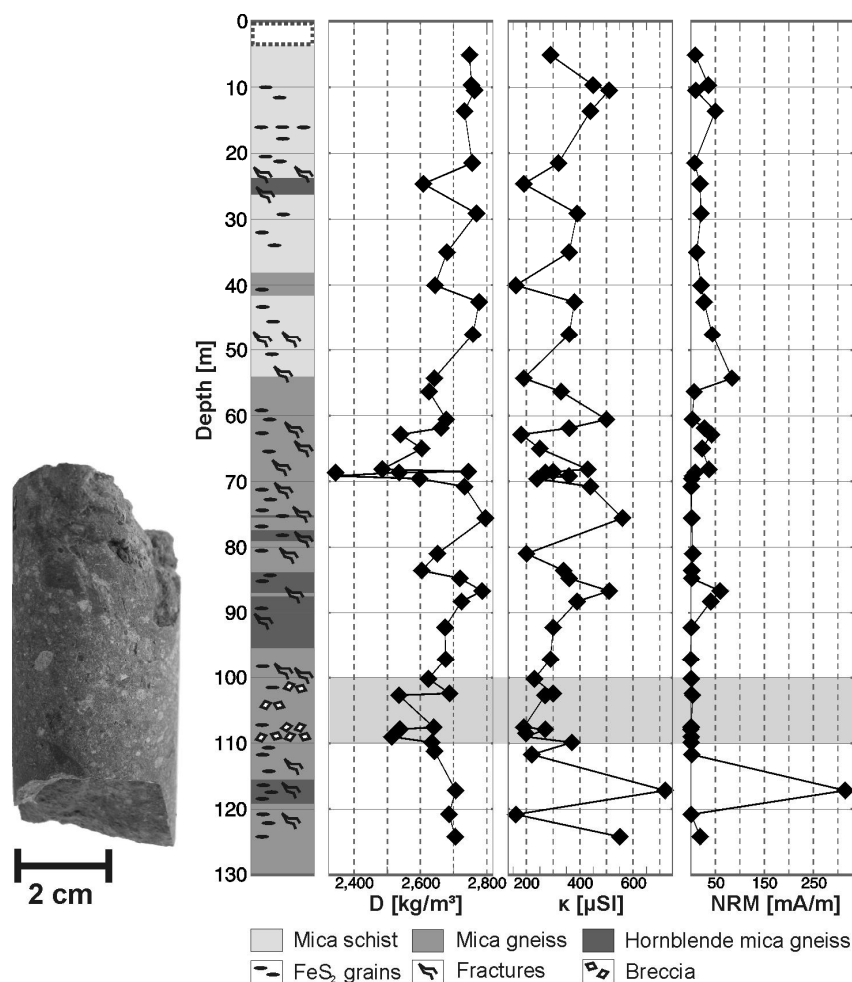 0
10
20
30
40
50
60
70
80
90
100
110
120
130
Depth [m]
2,400 2,600 2,800
D [kg/m³]
200 400 600
κ [µSI]
50 150 250
NRM [mA/m]
2 cm
Mica schist Mica gneiss Hornblende mica gneiss
FeS₂ grains Fractures Breccia